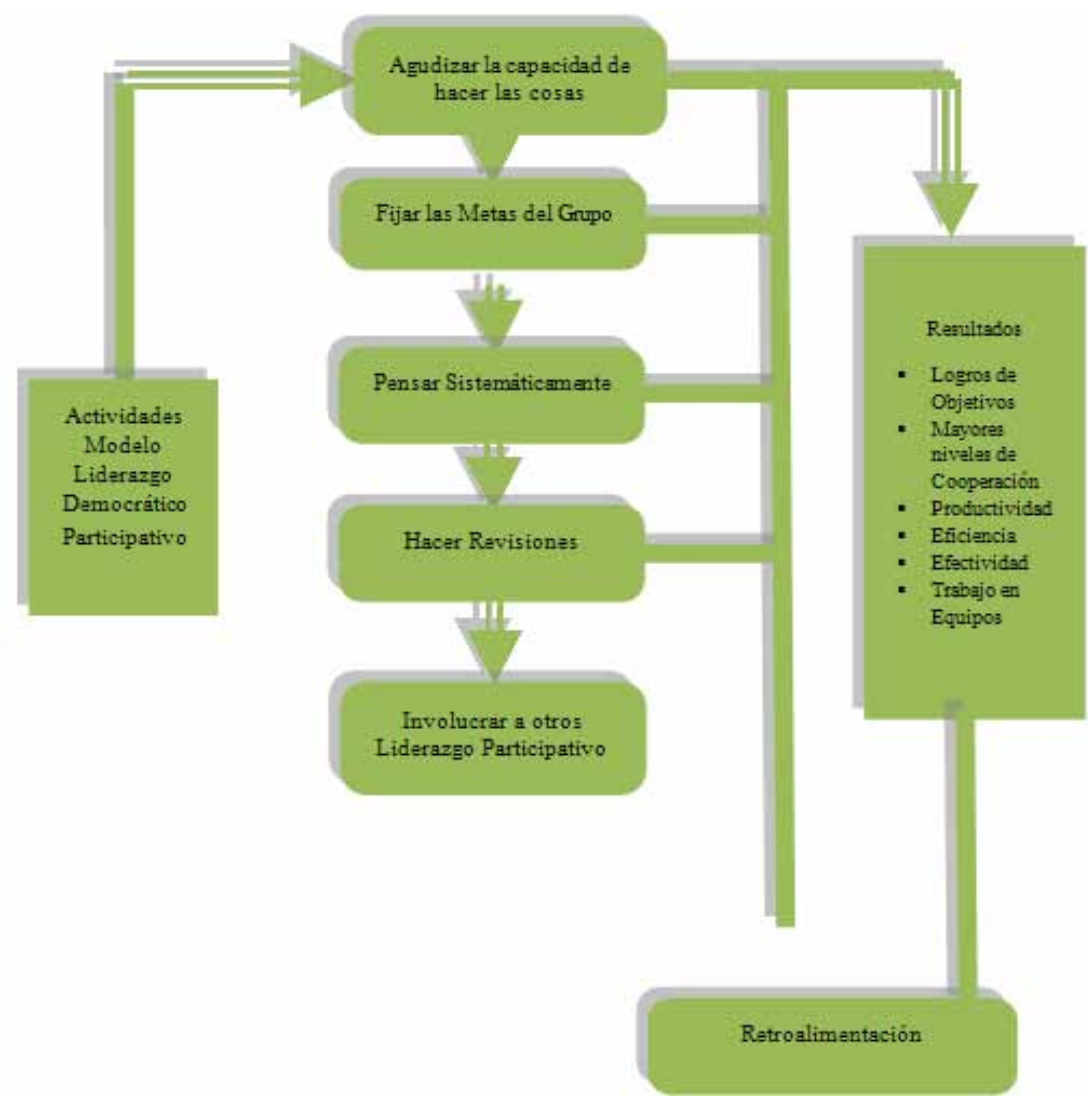 Agudizar la capacidad de
hacer las cosas
Fijar las Metas del Grupo
Pensar Sistemáticamente
Hacer Revisiones
Involucrar a otros
Liderazgo Participativo
Actividades
Modelo
Liderazgo
Democrático
Participativo
Resultados
▪ Logros de
Objetivos
▪ Mayores
niveles de
Cooperación
▪ Productividad
▪ Eficiencia
▪ Efectividad
▪ Trabajo en
Equipos
Retroalimentación